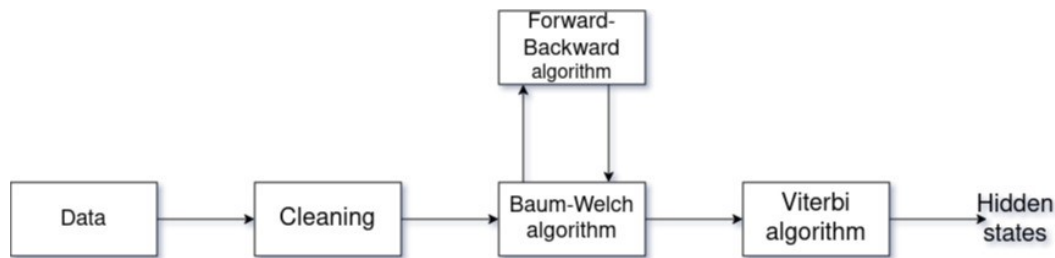 Forward-
Backward
algorithm
Data
Cleaning
Baum-Welch
algorithm
Viterbi
algorithm
Hidden
states